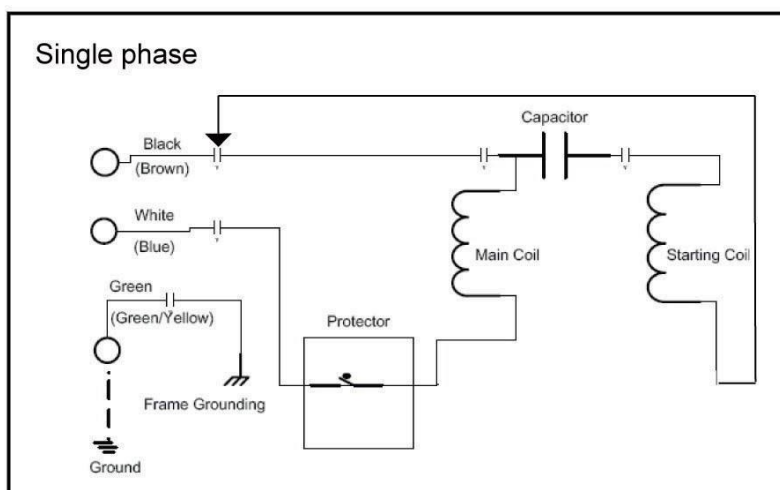 Single phase
Capacitor
Black
(Brown)
White
(Blue)
Main Coil
Starting Coil
Green
(Green/Yellow)
Protector
Frame Grounding
Ground